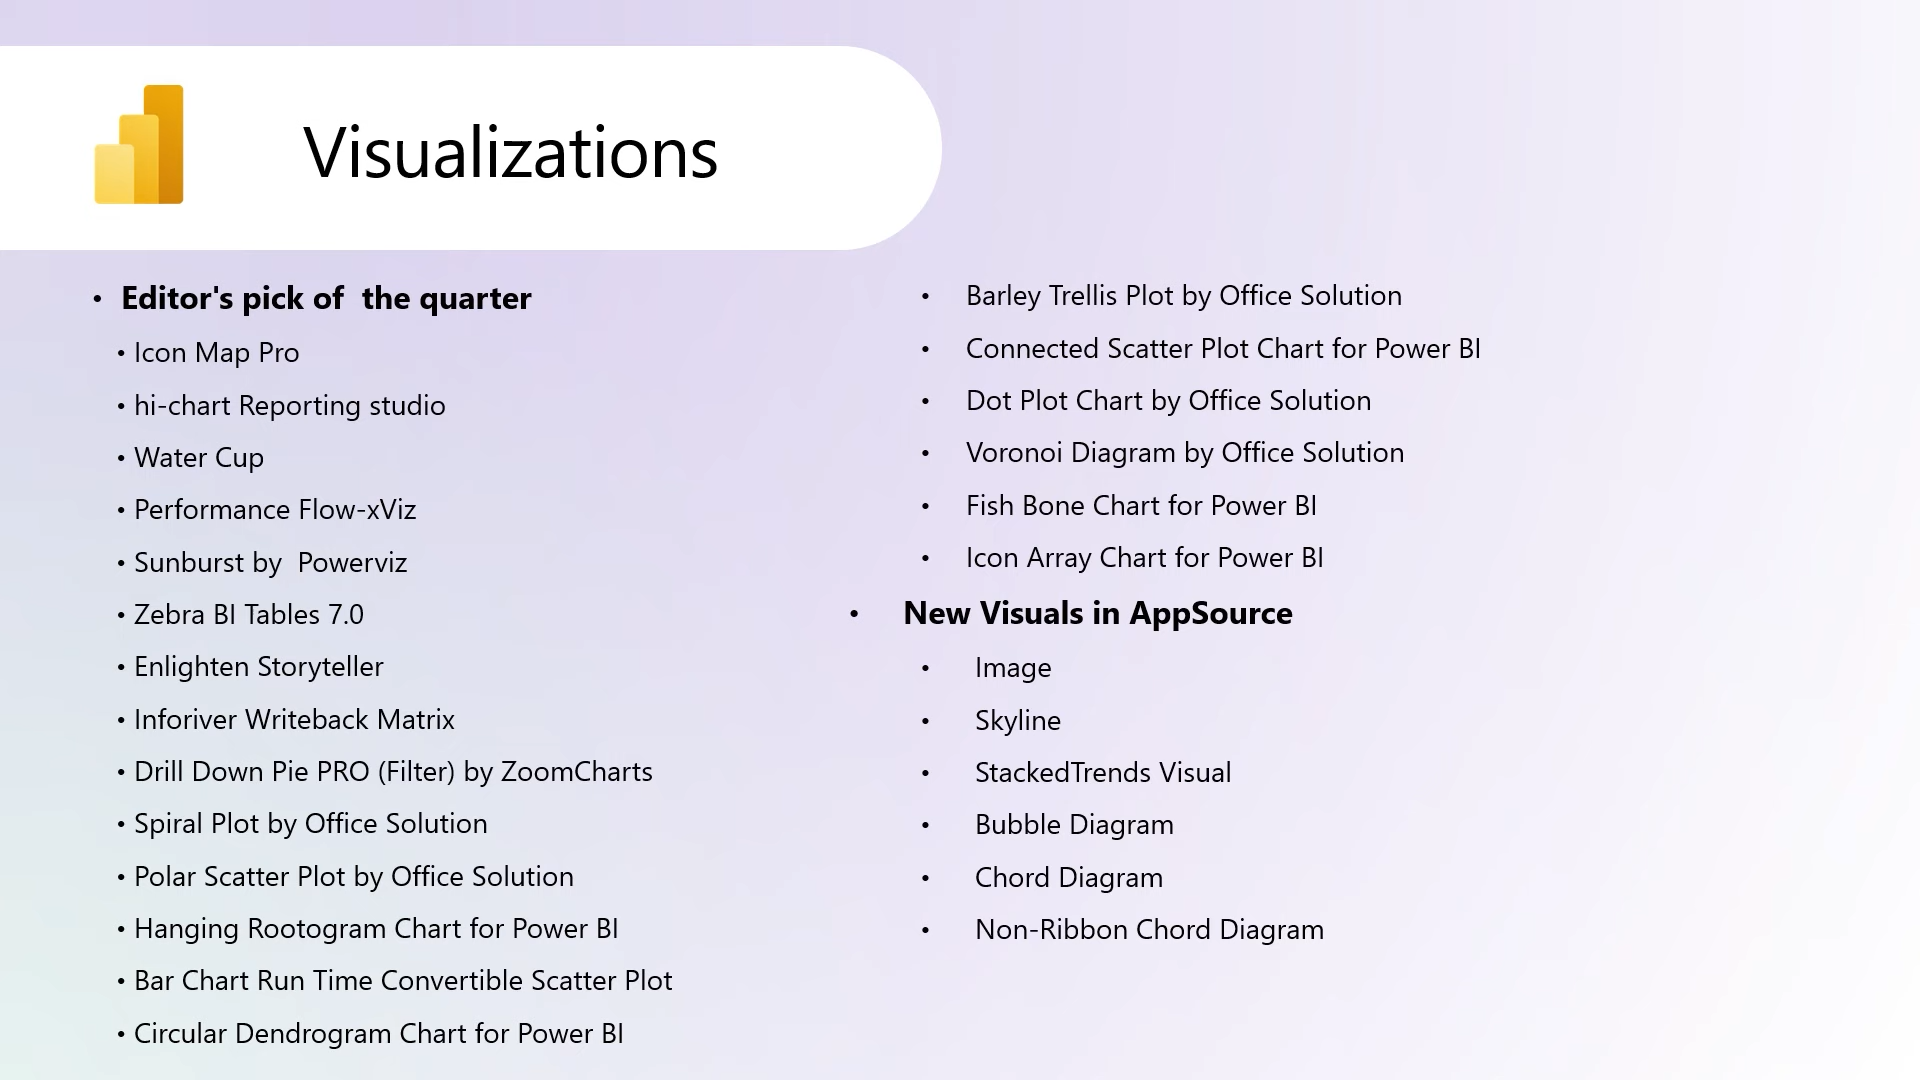 Visualizations
• Editor's pick of  the quarter
• Icon Map Pro
• hi-chart Reporting studio
• Water Cup
• Performance Flow-xViz
• Sunburst by  Powerviz
• Zebra BI Tables 7.0
• Enlighten Storyteller
• Inforiver Writeback Matrix
• Drill Down Pie PRO (Filter) by ZoomCharts
• Spiral Plot by Office Solution
• Polar Scatter Plot by Office Solution
• Hanging Rootogram Chart for Power BI
• Bar Chart Run Time Convertible Scatter Plot
• Circular Dendrogram Chart for Power BI
• Barley Trellis Plot by Office Solution
• Connected Scatter Plot Chart for Power BI
• Dot Plot Chart by Office Solution
• Voronoi Diagram by Office Solution
• Fish Bone Chart for Power BI
• Icon Array Chart for Power BI
• New Visuals in AppSource
• Image
• Skyline
• StackedTrends Visual
• Bubble Diagram
• Chord Diagram
• Non-Ribbon Chord Diagram